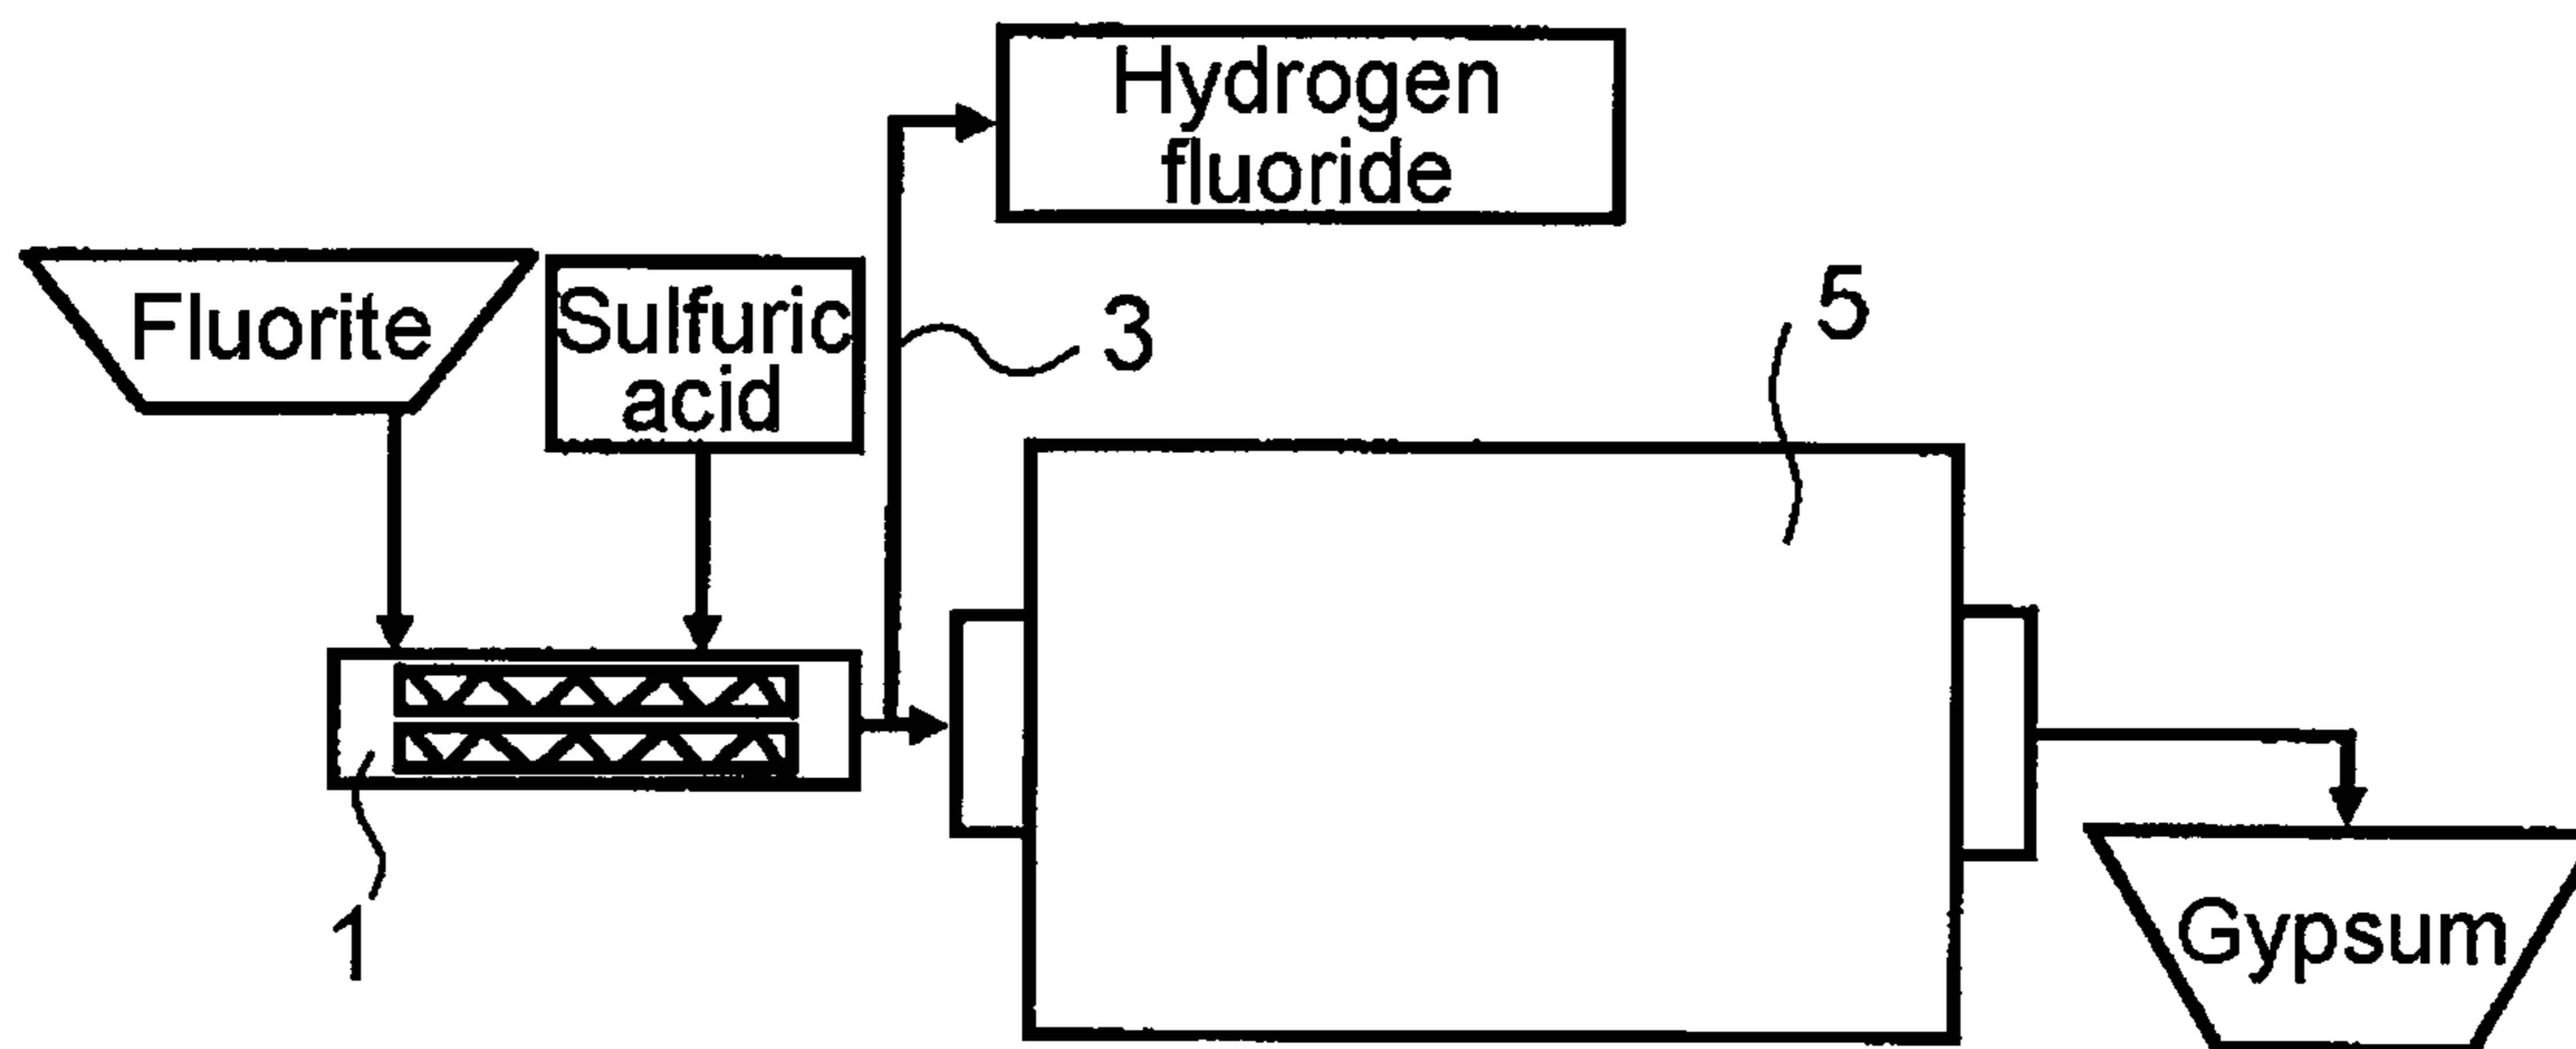 Hydrogen
fluoride
Fluorite
Sulfuric
acid
3
5
1
Gypsum